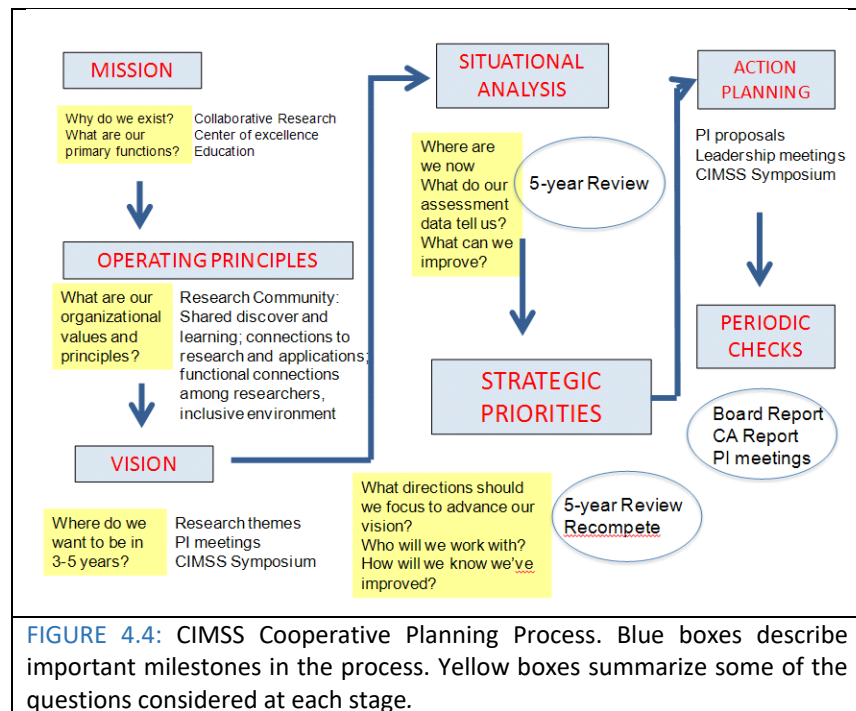 MISSION
Why do we exist?
What are our
primary functions?
Collaborative Research
Center of excellence
Education
OPERATING PRINCIPLES
What are our
organizational
values and
principles?
Research Community:
Shared discover and
learning; connections to
research and applications;
functional connections
among researchers,
inclusive environment
VISION
Where do we
want to be in
3-5 years?
Research themes
PI meetings
CIMSS Symposium
SITUATIONAL
ANALYSIS
Where are
we now
What do our
assessment
data tell us?
What can we
improve?
5-year Review
STRATEGIC
PRIORITIES
What directions should
we focus to advance our
vision?
Who will we work with?
How will we know we've
improved?
5-year Review
Recompete
ACTION
PLANNING
PI proposals
Leadership meetings
CIMSS Symposium
PERIODIC
CHECKS
Board Report
CA Report
PI meetings
FIGURE 4.4: CIMSS Cooperative Planning Process. Blue boxes describe
important milestones in the process. Yellow boxes summarize some of the
questions considered at each stage.